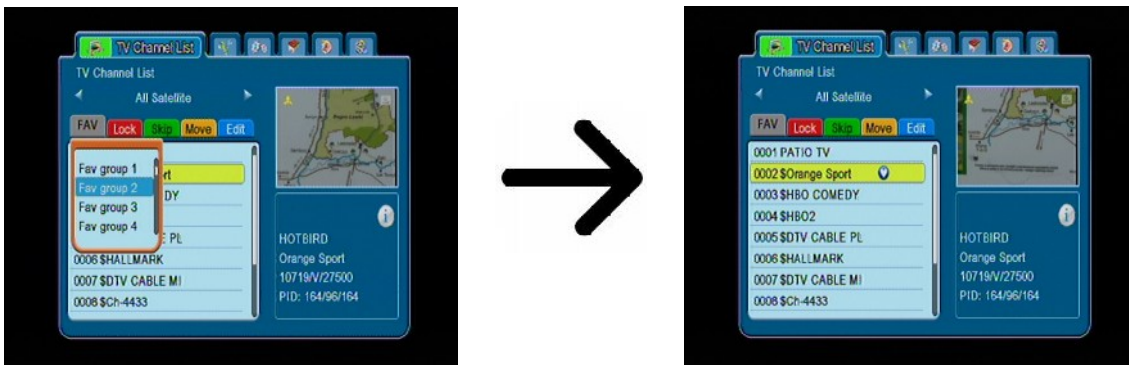 TV Channel List
TV Channel List
All Satellite
FAV Lock Skip Move Edit
Fav group 1
Fav group 2
Fav group 3
Fav group 4
rt
DY
E PL
0006 $HALLMARK
0007 $DTV CABLE MI
0008 $Ch-4433
HOTBIRD
Orange Sport
10719/V/27500
PID: 164/96/164
TV Channel List
TV Channel List
All Satellite
FAV Lock Skip Move Edit
0001 PATIO TV
0002 $Orange Sport
0003 $HBO COMEDY
0004 $HBO2
0005 $DTV CABLE PL
0006 $HALLMARK
0007 $DTV CABLE MI
0008 $Ch-4433
HOTBIRD
Orange Sport
10719/V/27500
PID: 164/96/164